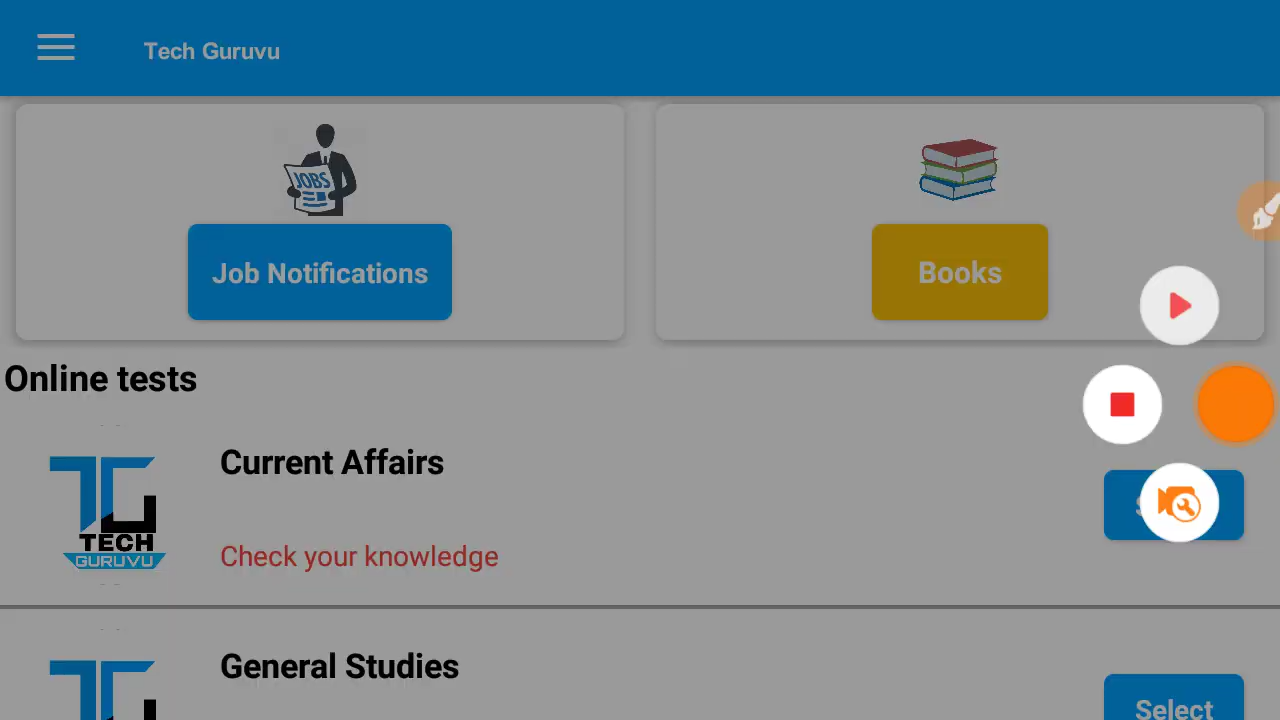 Tech Guruvu
JOBS
Job Notifications
Books
Online tests
Current Affairs
TECH
GURUVU
Check your knowledge
General Studies
Select